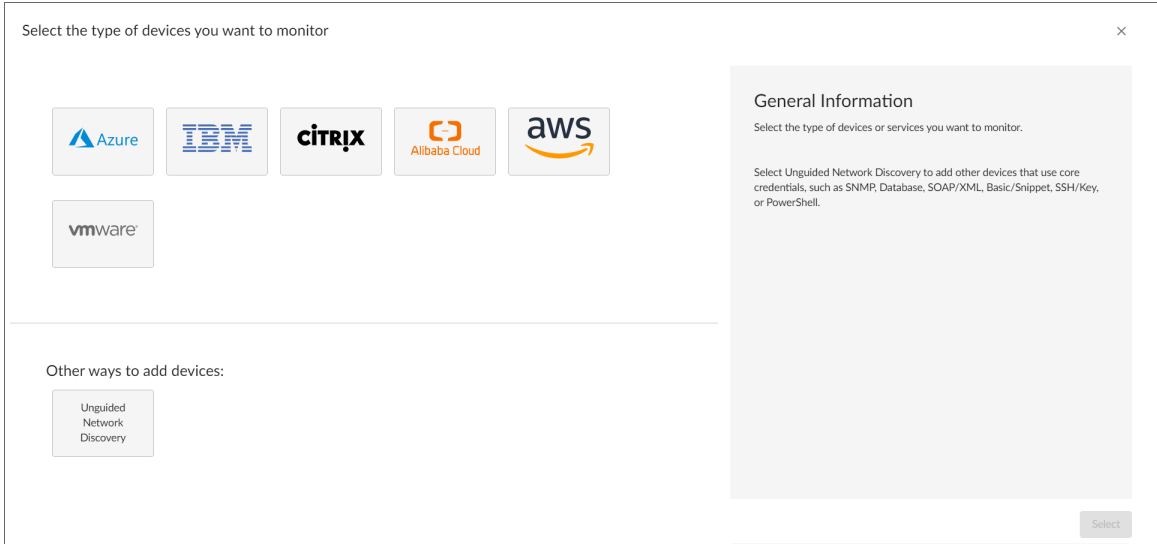 Select the type of devices you want to monitor
×
Azure
IBM
CITRIX
Alibaba Cloud
aws
vmware®
Other ways to add devices:
Unguided
Network
Discovery
General Information
Select the type of devices or services you want to monitor.
Select Unguided Network Discovery to add other devices that use core
credentials, such as SNMP, Database, SOAP/XML, Basic/Snippet, SSH/Key,
or PowerShell.
Select